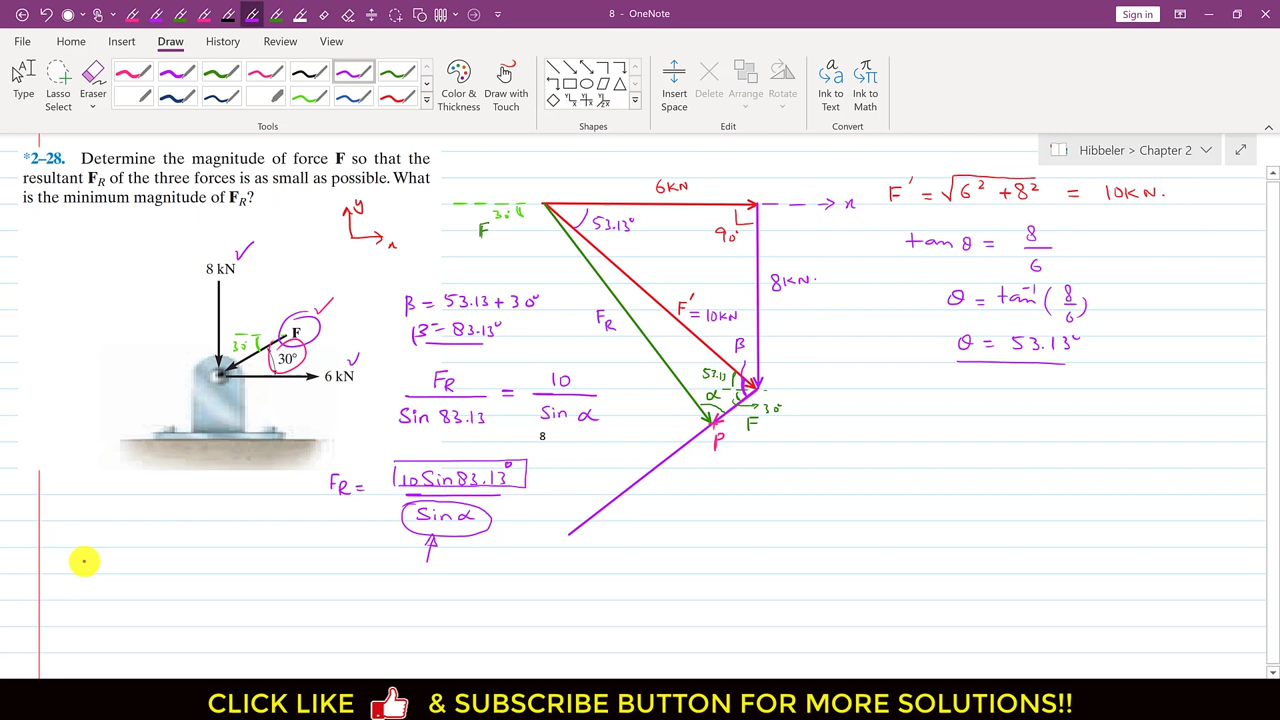 8 - OneNote
Sign in
File Home Insert Draw History Review View
Type
Lasso Select
Eraser
Color & Thickness
Draw with Touch
Insert Space
Delete
Arrange
Rotate
Ink to Text
Ink to Math
Tools
Shapes
Edit
Convert
Hibbeler > Chapter 2
*2–28. Determine the magnitude of force F so that the
resultant F_R of the three forces is as small as possible. What
is the minimum magnitude of F_R?
y
x
8 kN
F
30°
30°
6 kN
6KN
30°
F
53.13°
90°
x
8KN.
F_R
F' = 10KN
β
53.13
α
30°
F
P
β = 53.13 + 30°
β = 83.13°
F_R / Sin 83.13 = 10 / Sin α
8
F_R = 10 Sin 83.13° / Sin α
F' = √6² + 8² = 10KN.
tan θ = 8 / 6
θ = tan⁻¹ (8/6)
θ = 53.13°
CLICK LIKE & SUBSCRIBE BUTTON FOR MORE SOLUTIONS!!